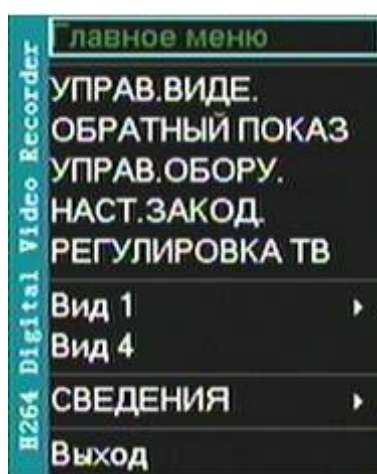 H264 Digital Video Recorder
Главное меню
УПРАВ.ВИДЕ.
ОБРАТНЫЙ ПОКАЗ
УПРАВ.ОБОРУ.
НАСТ.ЗАКОД.
РЕГУЛИРОВКА ТВ
Вид 1
Вид 4
СВЕДЕНИЯ
Выход